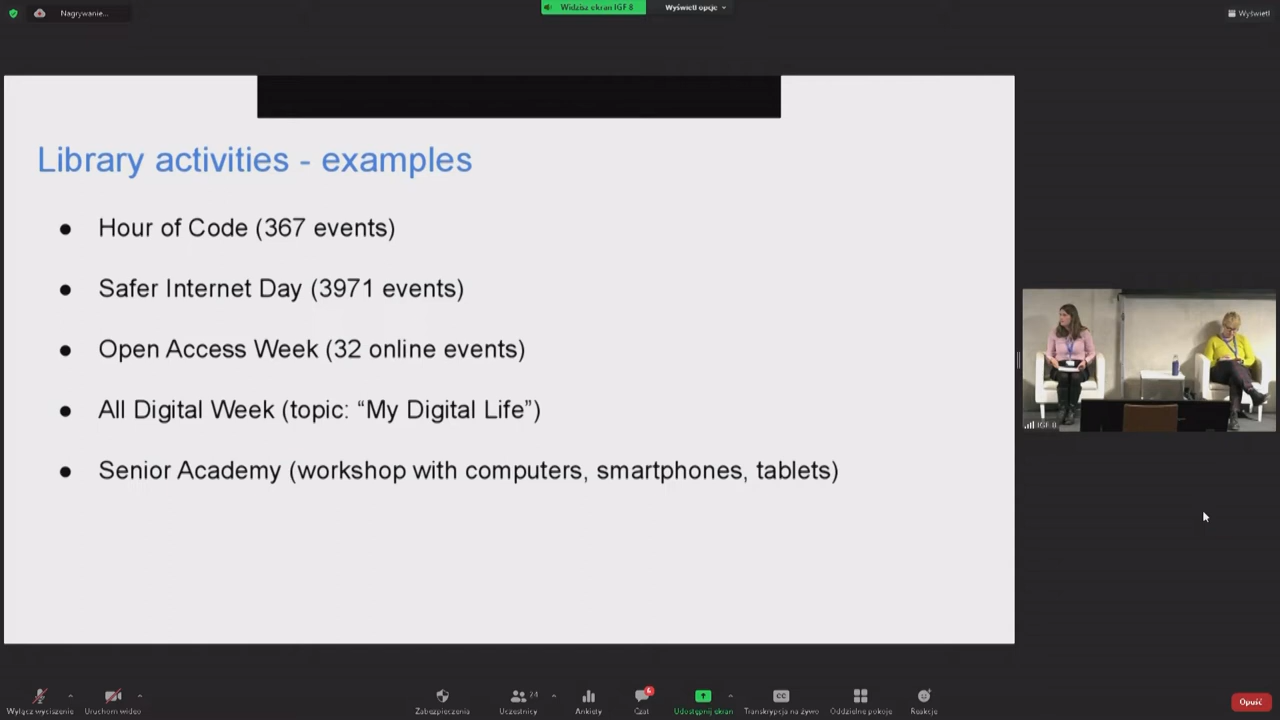 Nagrywanie...
Widzisz ekran IGF 8
Wyświetl opcje
Wyświetl
Library activities - examples
● Hour of Code (367 events)
● Safer Internet Day (3971 events)
● Open Access Week (32 online events)
● All Digital Week (topic: “My Digital Life”)
● Senior Academy (workshop with computers, smartphones, tablets)
IGF 8
Wyłącz wyciszenie
Uruchom wideo
Zabezpieczenia
Uczestnicy
24
Ankiety
Czat
6
Udostępnij ekran
CC
Transkrypcja na żywo
Oddzielne pokoje
Reakcje
Opuść